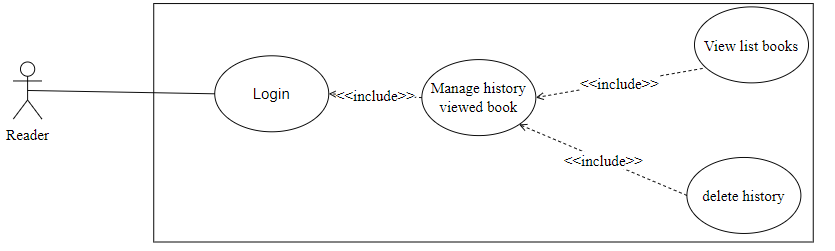 Reader
Login
<<include>>
Manage history
viewed book
<<include>>
View list books
<<include>>
delete history